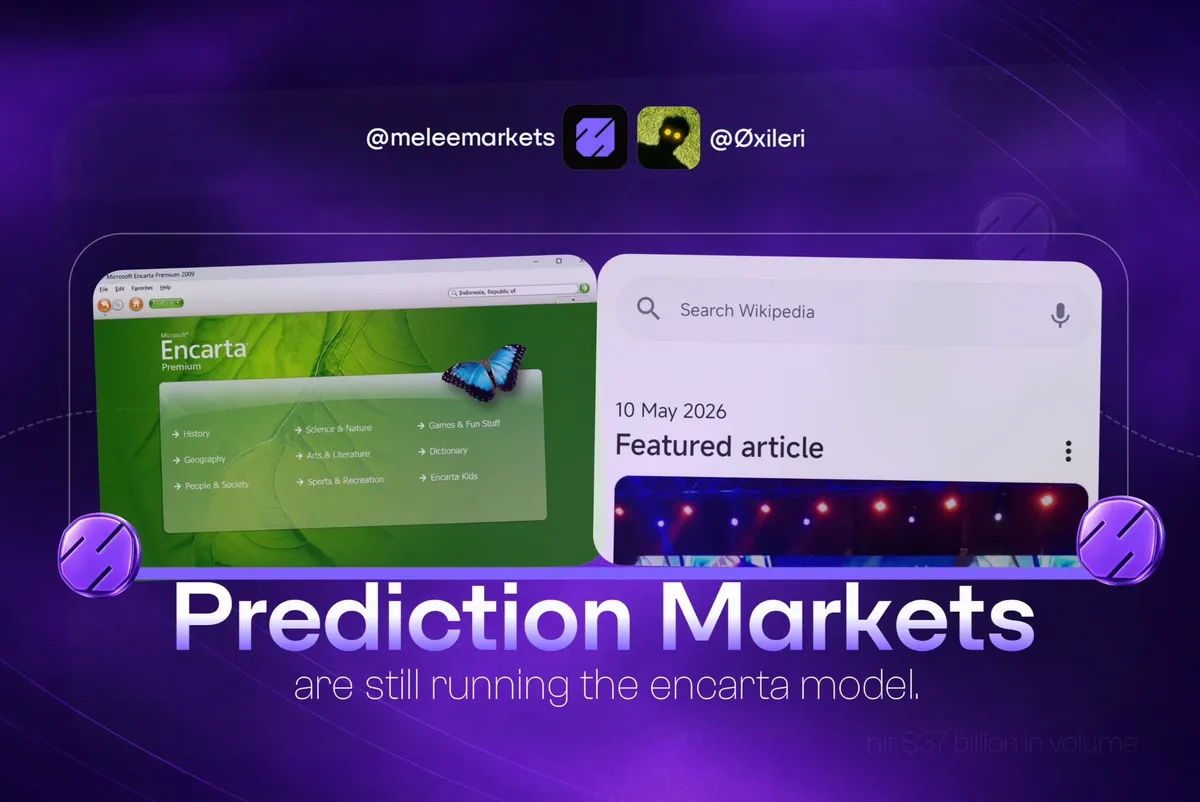 @meleemarkets @Øxileri
Microsoft Encarta Premium 2009
File Edit Favorites Help
Indonesia, Republic of
Microsoft®
Encarta
Premium
→ History → Science & Nature → Games & Fun Stuff
→ Geography → Arts & Literature → Dictionary
→ People & Society → Sports & Recreation → Encarta Kids
Search Wikipedia
10 May 2026
Featured article
Prediction Markets
are still running the encarta model.
hit $37 billion in volume